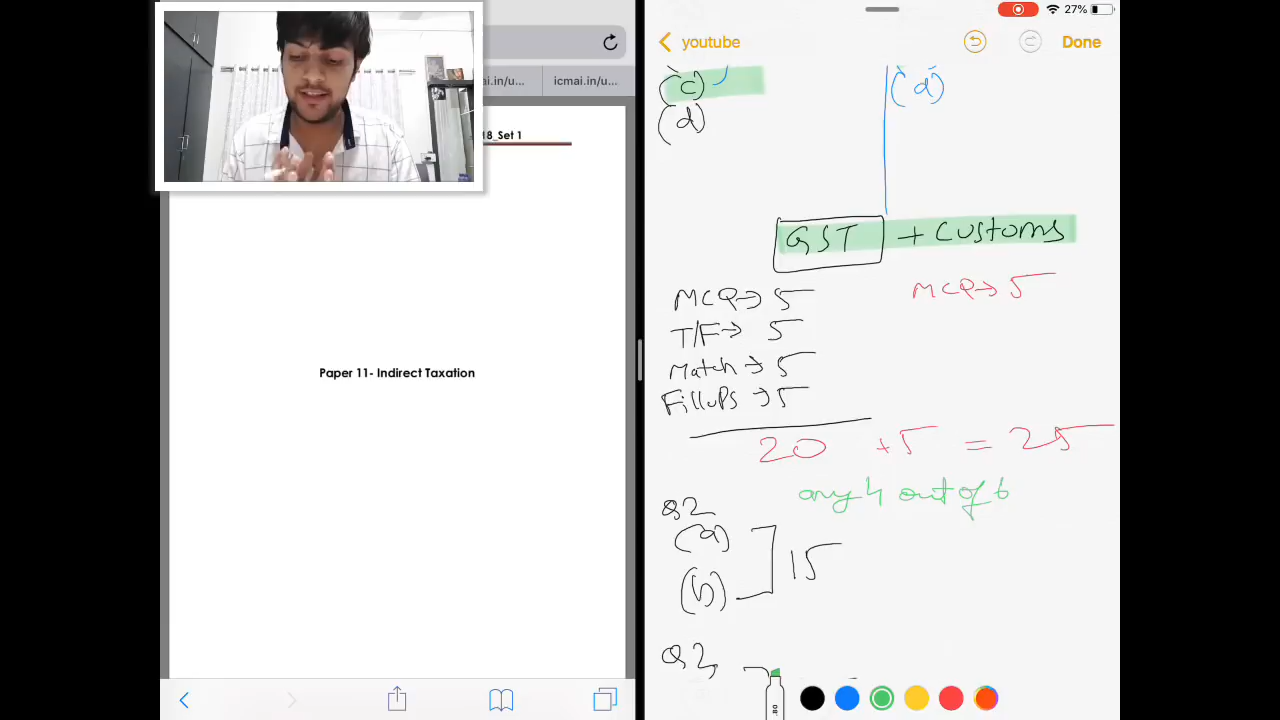 icmai.in/u...
18_Set 1
Paper 11- Indirect Taxation
27%
youtube
Done
(c)
(d)
(d)
GST + Customs
MCQ → 5
T/F → 5
Match → 5
Fillups → 5
MCQ → 5
20 + 5 = 25
any 4 out of 6
Q2
(a)
(b)
15